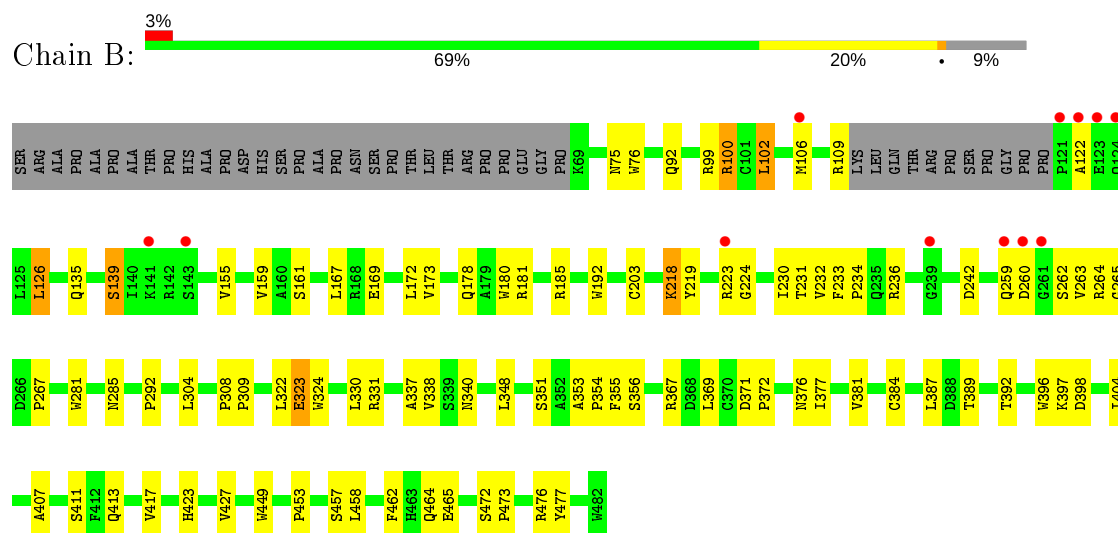 3%
Chain B:
69% 20% • 9%
SER ARG ALA PRO ALA PRO ALA THR PRO HIS ALA PRO ASP HIS SER PRO ALA PRO ASN SER PRO THR LEU THR ARG PRO PRO GLU GLY PRO K69 N75 W76 Q92 R99 R100 C101 L102 M106 R109 LYS LEU GLN THR ARG PRO SER PRO GLY PRO PRO P121 A122 E123 Q124
L125 L126 Q135 S139 I140 K141 R142 S143 V155 V159 A160 S161 L167 R168 E169 L172 V173 Q178 A179 W180 R181 R185 W192 C203 K218 Y219 R223 G224 I230 T231 V232 F233 P234 Q235 R236 G239 D242 Q259 D260 G261 S262 V263 R264 G265
D266 P267 W281 N285 P292 L304 P308 P309 L322 E323 W324 L330 R331 A337 V338 S339 N340 L348 S351 A352 A353 P354 F355 S356 R367 D368 L369 C370 D371 P372 N376 I377 V381 C384 L387 D388 T389 T392 W396 K397 D398 L404
A407 S411 F412 Q413 V417 H423 V427 W449 P453 S457 L458 F462 H463 Q464 E465 S472 P473 R476 Y477 W482